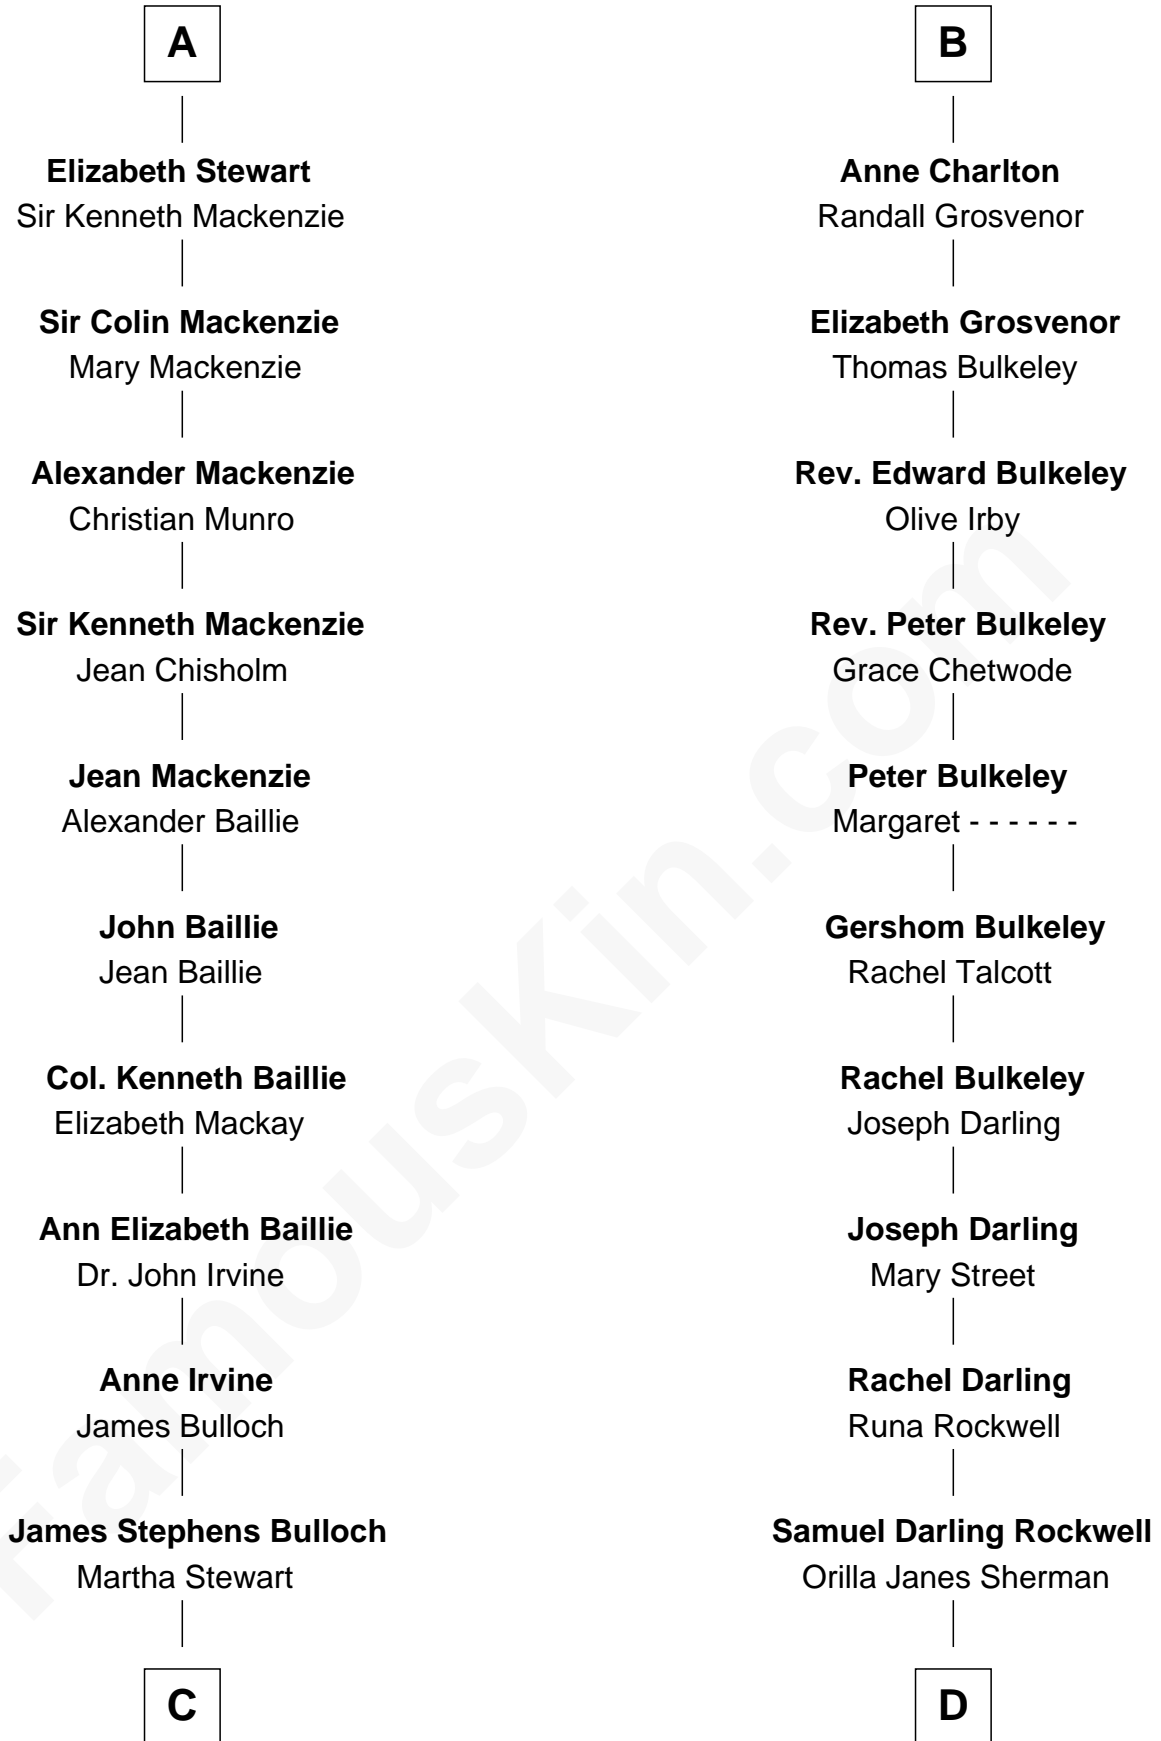 A
Elizabeth Stewart
Sir Kenneth Mackenzie
Sir Colin Mackenzie
Mary Mackenzie
Alexander Mackenzie
Christian Munro
Sir Kenneth Mackenzie
Jean Chisholm
Jean Mackenzie
Alexander Baillie
John Baillie
Jean Baillie
Col. Kenneth Baillie
Elizabeth Mackay
Ann Elizabeth Baillie
Dr. John Irvine
Anne Irvine
James Bulloch
James Stephens Bulloch
Martha Stewart
C
B
Anne Charlton
Randall Grosvenor
Elizabeth Grosvenor
Thomas Bulkeley
Rev. Edward Bulkeley
Olive Irby
Rev. Peter Bulkeley
Grace Chetwode
Peter Bulkeley
Margaret - - - - - -
Gershom Bulkeley
Rachel Talcott
Rachel Bulkeley
Joseph Darling
Joseph Darling
Mary Street
Rachel Darling
Runa Rockwell
Samuel Darling Rockwell
Orilla Janes Sherman
D
FamousKin.com